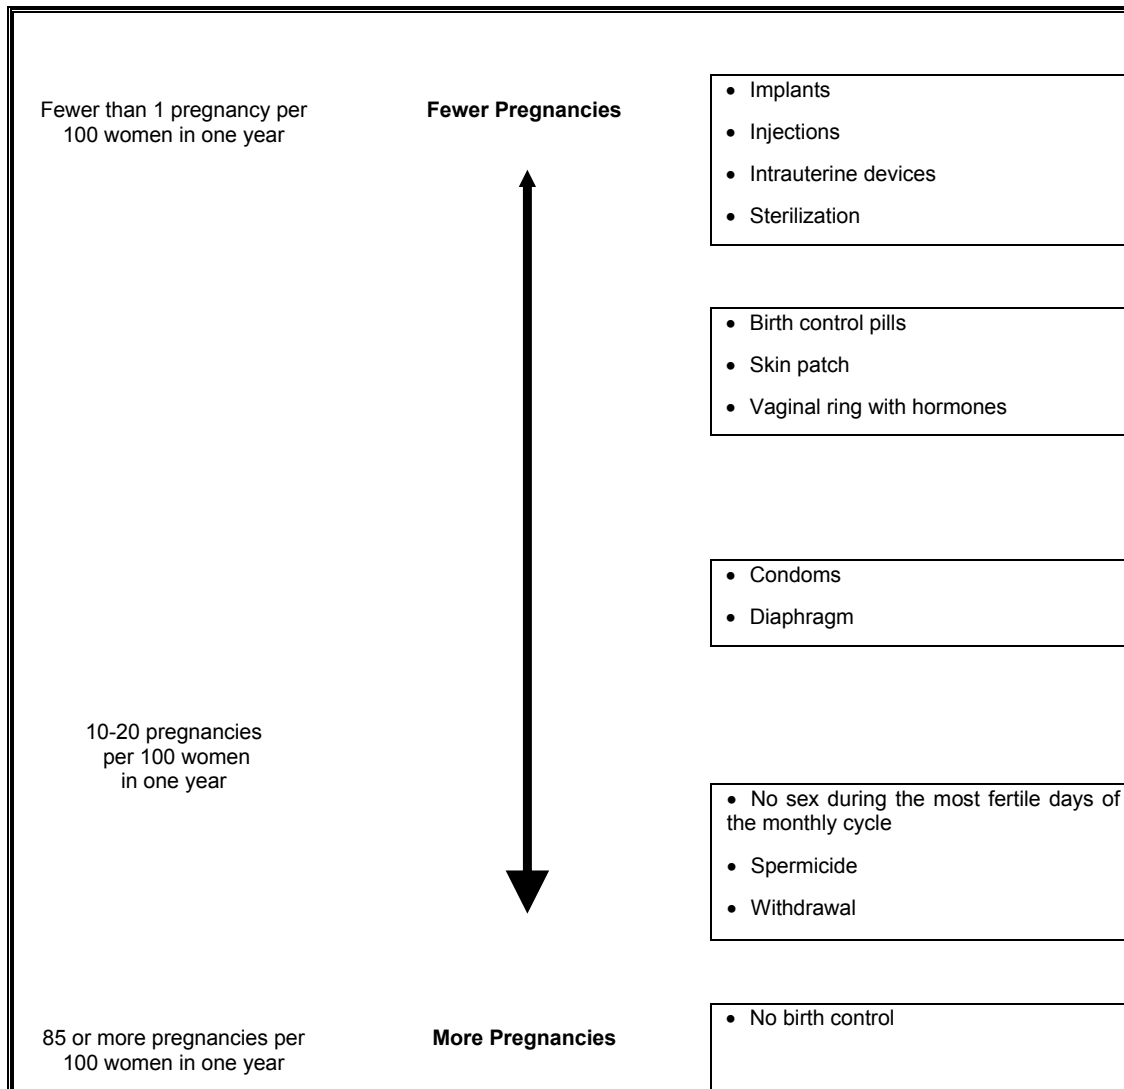 Fewer than 1 pregnancy per
100 women in one year
Fewer Pregnancies
• Implants
• Injections
• Intrauterine devices
• Sterilization
• Birth control pills
• Skin patch
• Vaginal ring with hormones
• Condoms
• Diaphragm
10-20 pregnancies
per 100 women
in one year
• No sex during the most fertile days of
the monthly cycle
• Spermicide
• Withdrawal
85 or more pregnancies per
100 women in one year
More Pregnancies
• No birth control